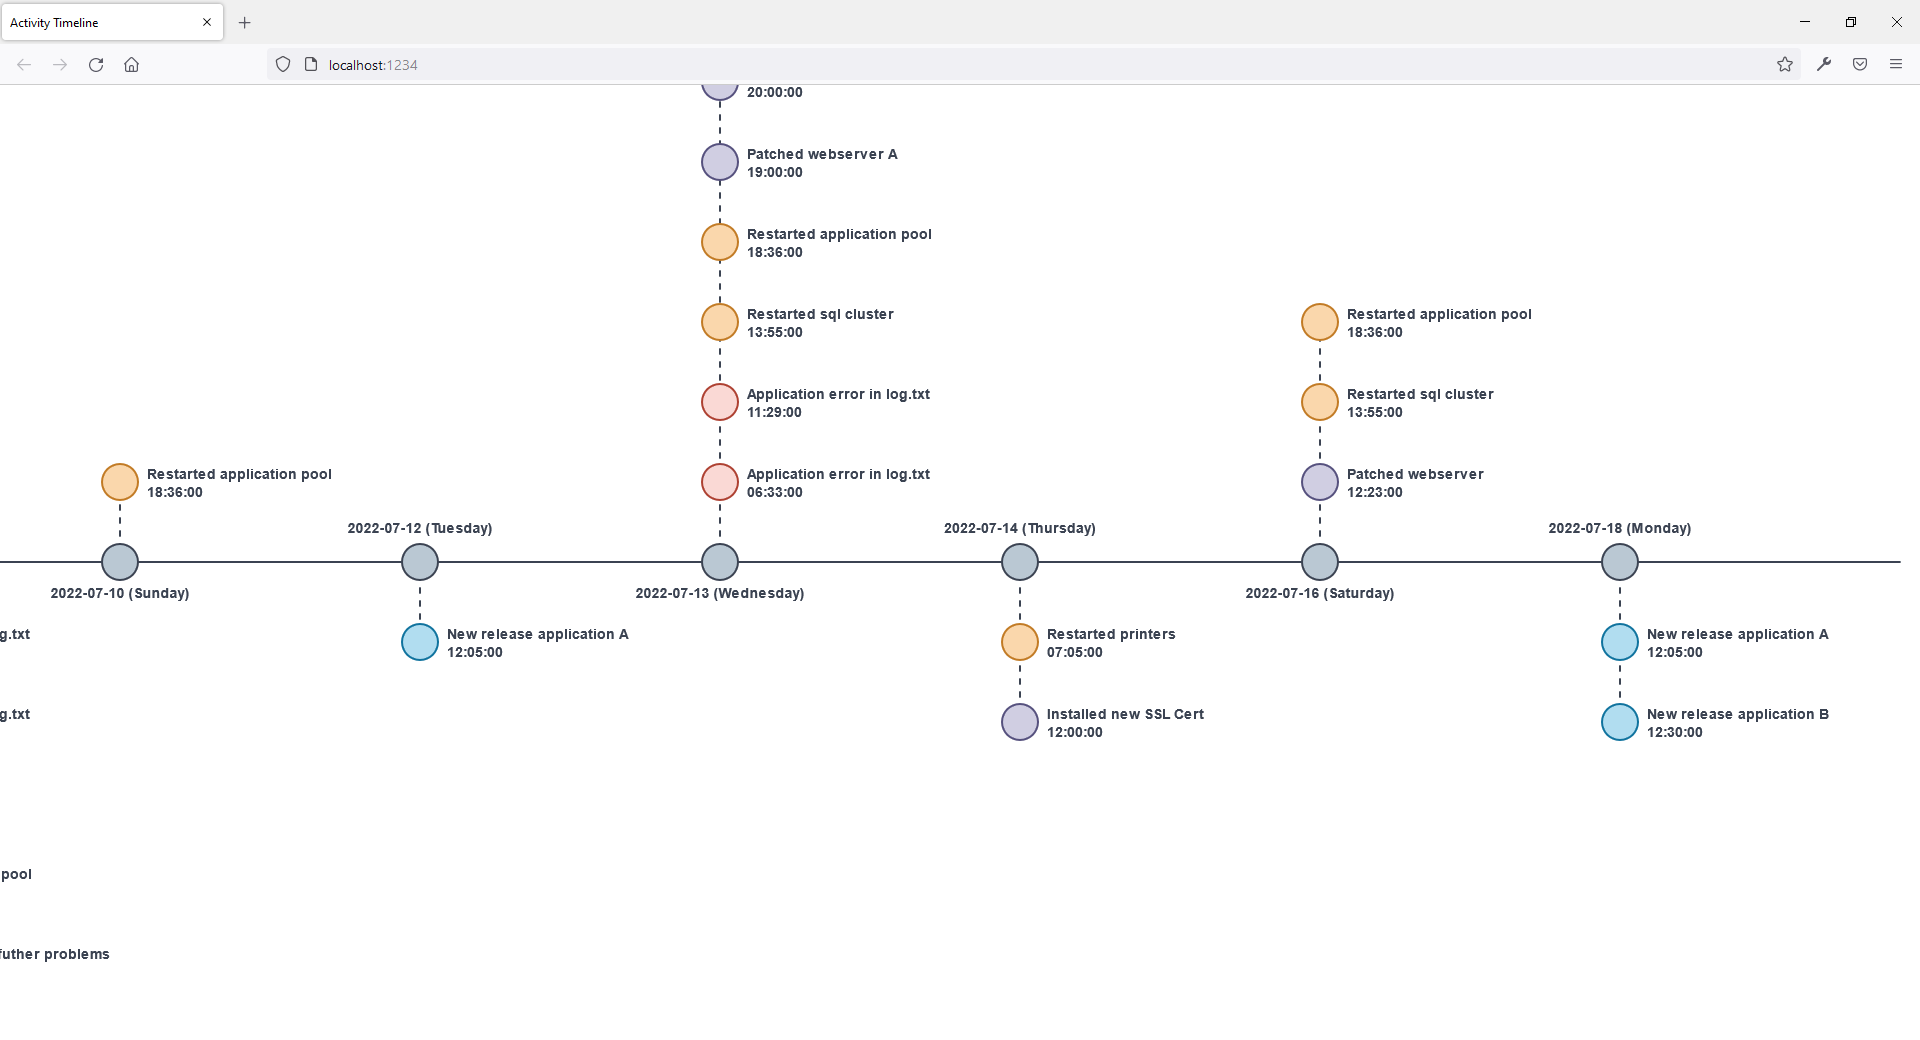 Activity Timeline
localhost:1234
20:00:00
Patched webserver A
19:00:00
Restarted application pool
18:36:00
Restarted sql cluster
13:55:00
Restarted application pool
18:36:00
Application error in log.txt
11:29:00
Restarted sql cluster
13:55:00
Restarted application pool
18:36:00
Application error in log.txt
06:33:00
Patched webserver
12:23:00
2022-07-12 (Tuesday)
2022-07-14 (Thursday)
2022-07-18 (Monday)
2022-07-10 (Sunday)
2022-07-13 (Wednesday)
2022-07-16 (Saturday)
g.txt
New release application A
12:05:00
Restarted printers
07:05:00
New release application A
12:05:00
g.txt
Installed new SSL Cert
12:00:00
New release application B
12:30:00
pool
futher problems